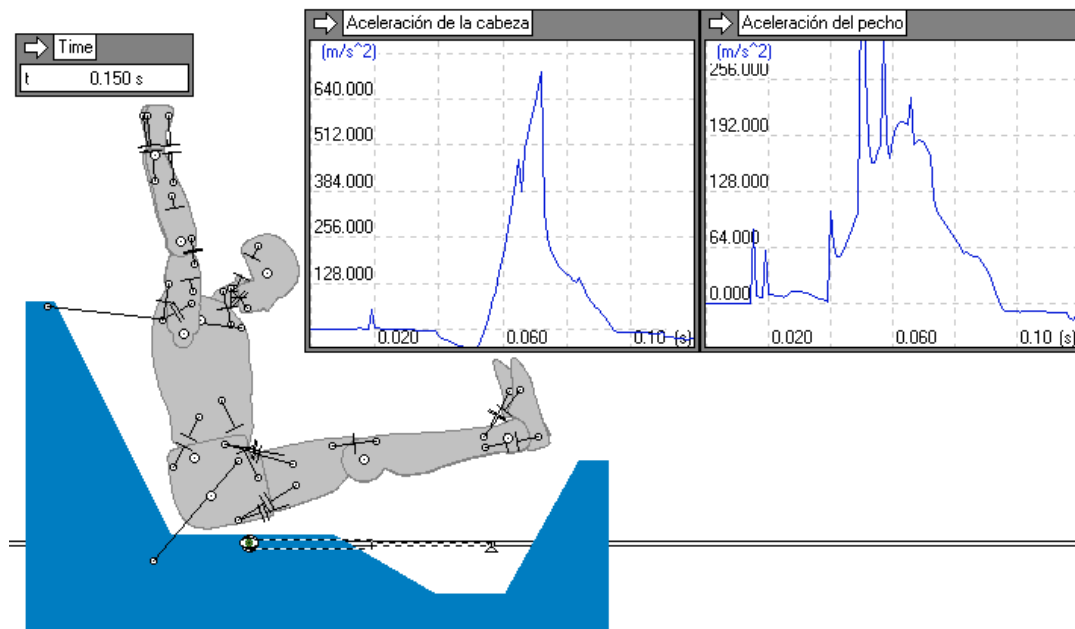 Time
t 0.150 s
Aceleración de la cabeza
(m/s^2)
640.000
512.000
384.000
256.000
128.000
0.020
0.060
0.10 (s)
Aceleración del pecho
(m/s^2)
256.000
192.000
128.000
64.000
0.000
0.020
0.060
0.10 (s)